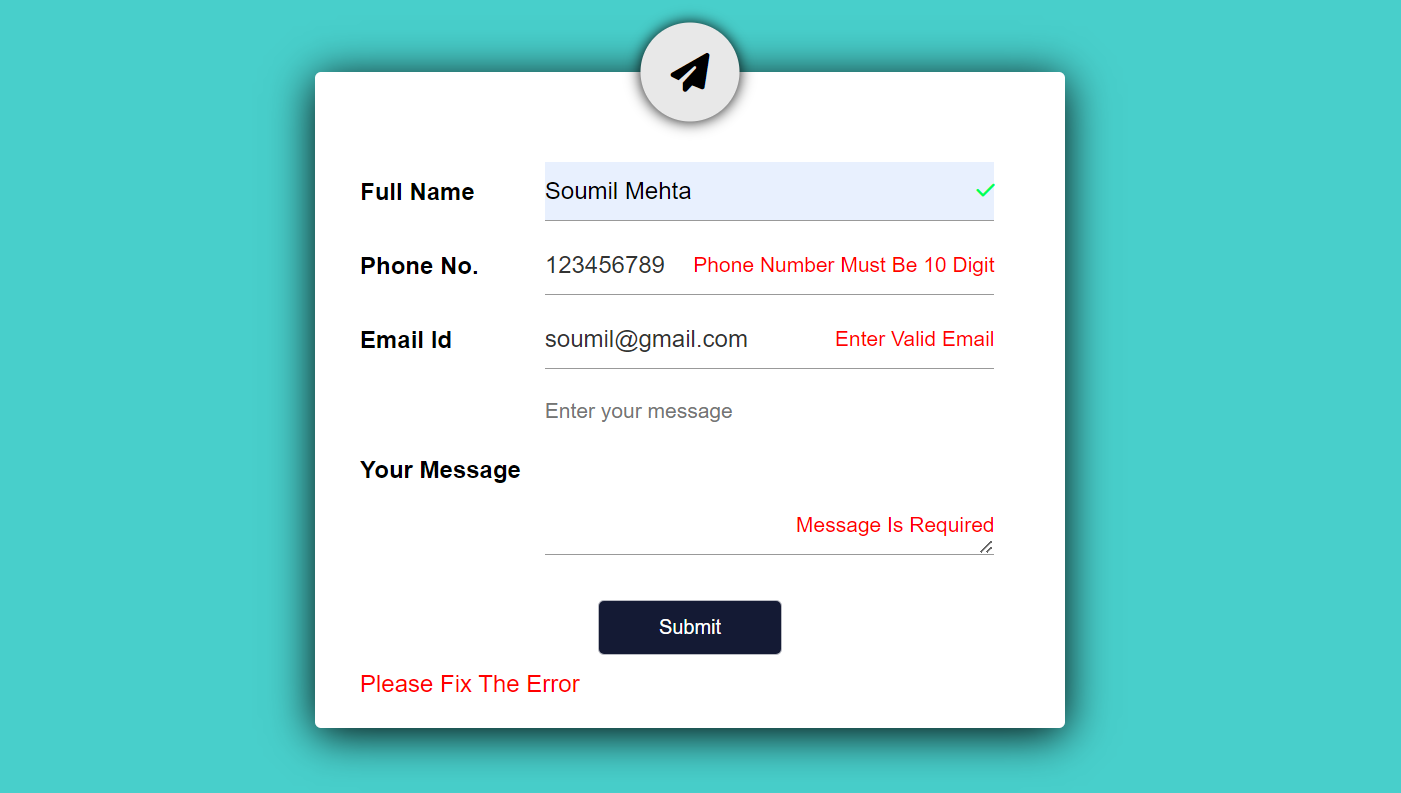 Full Name Soumil Mehta
Phone No. 123456789 Phone Number Must Be 10 Digit
Email Id soumil@gmail.com Enter Valid Email
Enter your message
Your Message
Message Is Required
Submit
Please Fix The Error